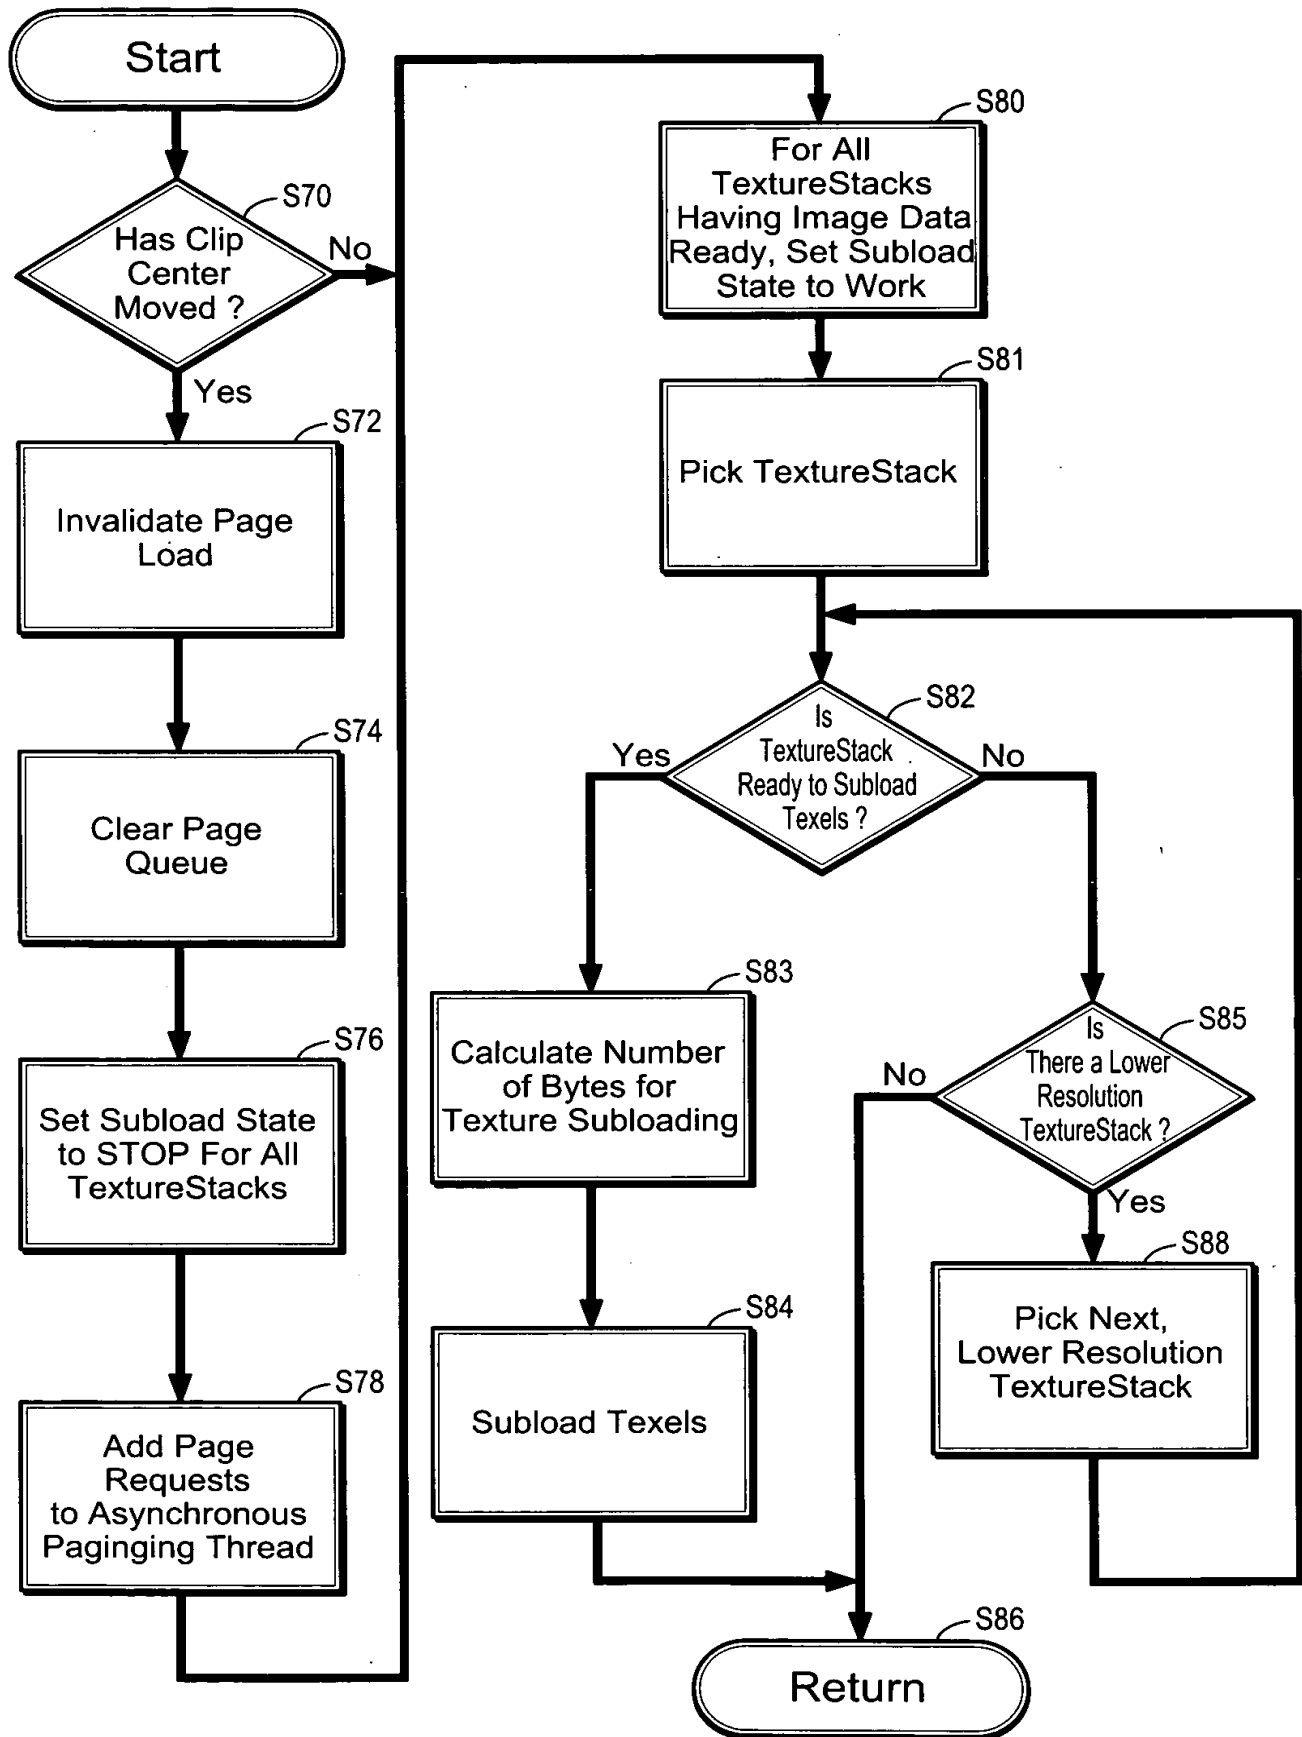 Start
S70
Has Clip
Center
Moved ?
No
Yes
S72
Invalidate Page
Load
S74
Clear Page
Queue
S76
Set Subload State
to STOP For All
TextureStacks
S78
Add Page
Requests
to Asynchronous
Paginging Thread
S80
For All
TextureStacks
Having Image Data
Ready, Set Subload
State to Work
S81
Pick TextureStack
S82
Is
TextureStack
Ready to Subload
Texels ?
Yes
No
S83
Calculate Number
of Bytes for
Texture Subloading
S84
Subload Texels
S85
Is
There a Lower
Resolution
TextureStack ?
No
Yes
S88
Pick Next,
Lower Resolution
TextureStack
S86
Return